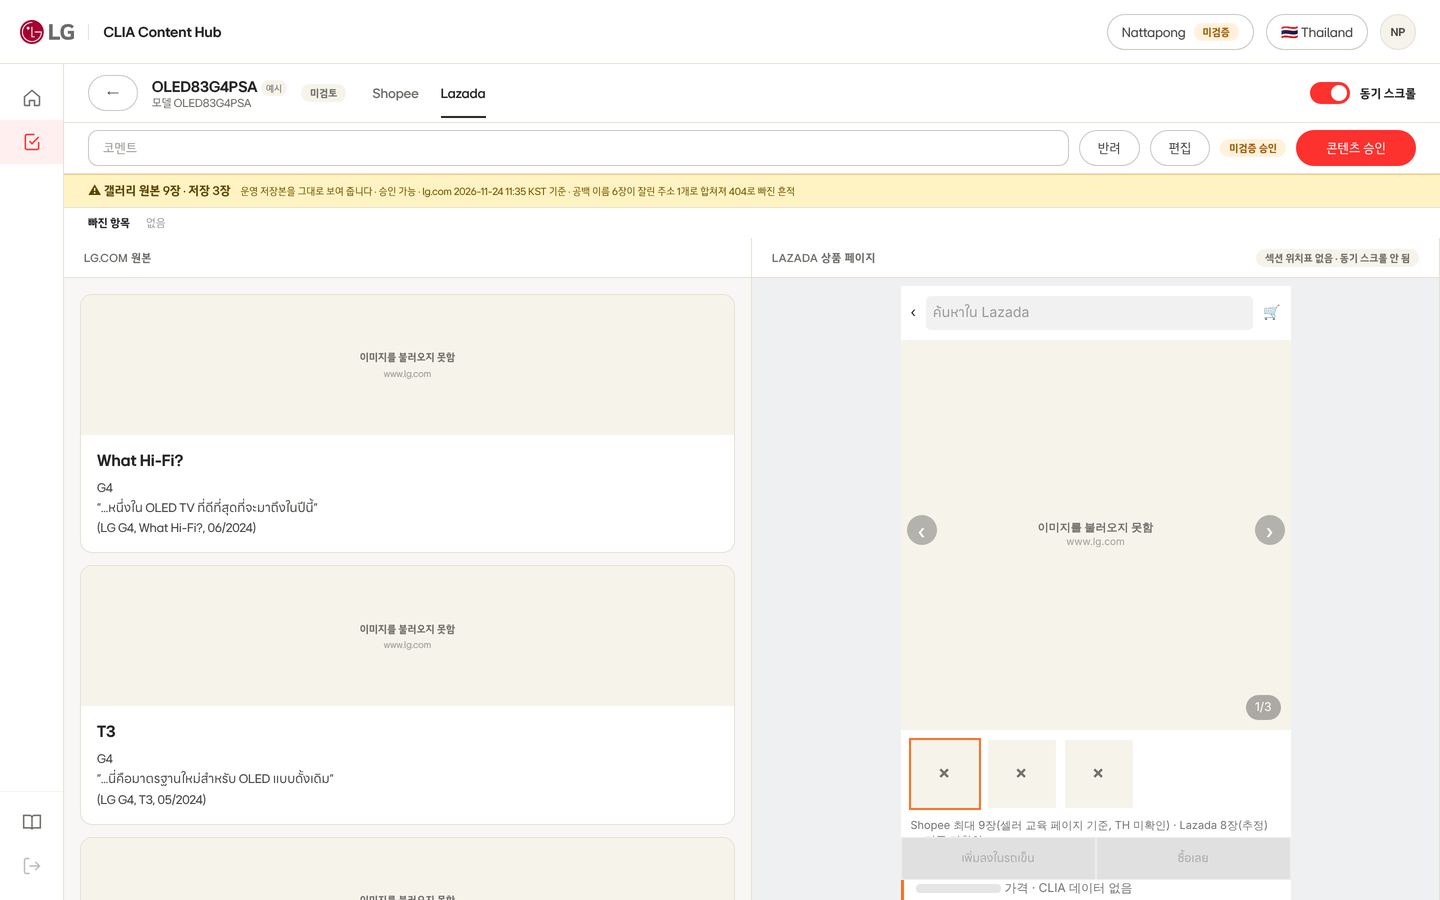 LG
CLIA Content Hub
Nattapong 미검증
🇹🇭 Thailand
NP
←
OLED83G4PSA 예시
모델 OLED83G4PSA
미검토
Shopee
Lazada
동기 스크롤
코멘트
반려
편집
미검증 승인
콘텐츠 승인
⚠ 갤러리 원본 9장 · 저장 3장 운영 저장본을 그대로 보여 줍니다 · 승인 가능 · lg.com 2026-11-24 11:35 KST 기준 · 공백 이름 6장이 잘린 주소 1개로 합쳐져 404로 빠진 흔적
빠진 항목 없음
LG.COM 원본
이미지를 불러오지 못함
www.lg.com
What Hi-Fi?
G4
"...หนึ่งใน OLED TV ที่ดีที่สุดที่จะมาถึงในปีนี้"
(LG G4, What Hi-Fi?, 06/2024)
이미지를 불러오지 못함
www.lg.com
T3
G4
"...นี่คือมาตรฐานใหม่สำหรับ OLED แบบดั้งเดิม"
(LG G4, T3, 05/2024)
LAZADA 상품 페이지
섹션 위치표 없음 · 동기 스크롤 안 됨
‹
ค้นหาใน Lazada
이미지를 불러오지 못함
www.lg.com
‹
›
1/3
×
×
×
Shopee 최대 9장(셀러 교육 페이지 기준, TH 미확인) · Lazada 8장(추정)
เพิ่มลงในรถเข็น
ซื้อเลย
가격 · CLIA 데이터 없음